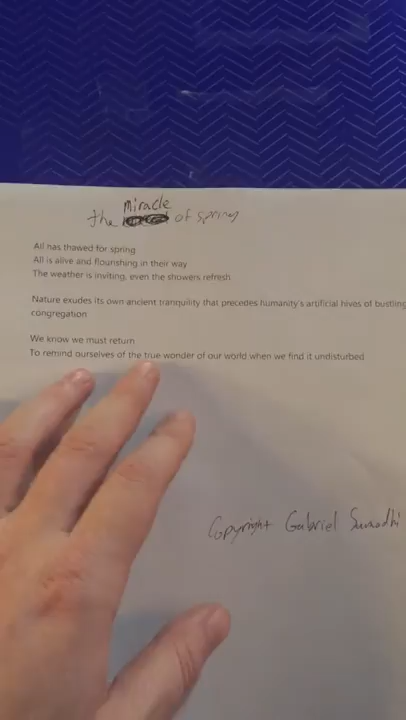 miracle
the of spring
All has thawed for spring
All is alive and flourishing in their way
The weather is inviting, even the showers refresh
Nature exudes its own ancient tranquility that precedes humanity's artificial hives of bustling
congregation
We know we must return
To remind ourselves of the true wonder of our world when we find it undisturbed
Copyright Gabriel Sumadhi